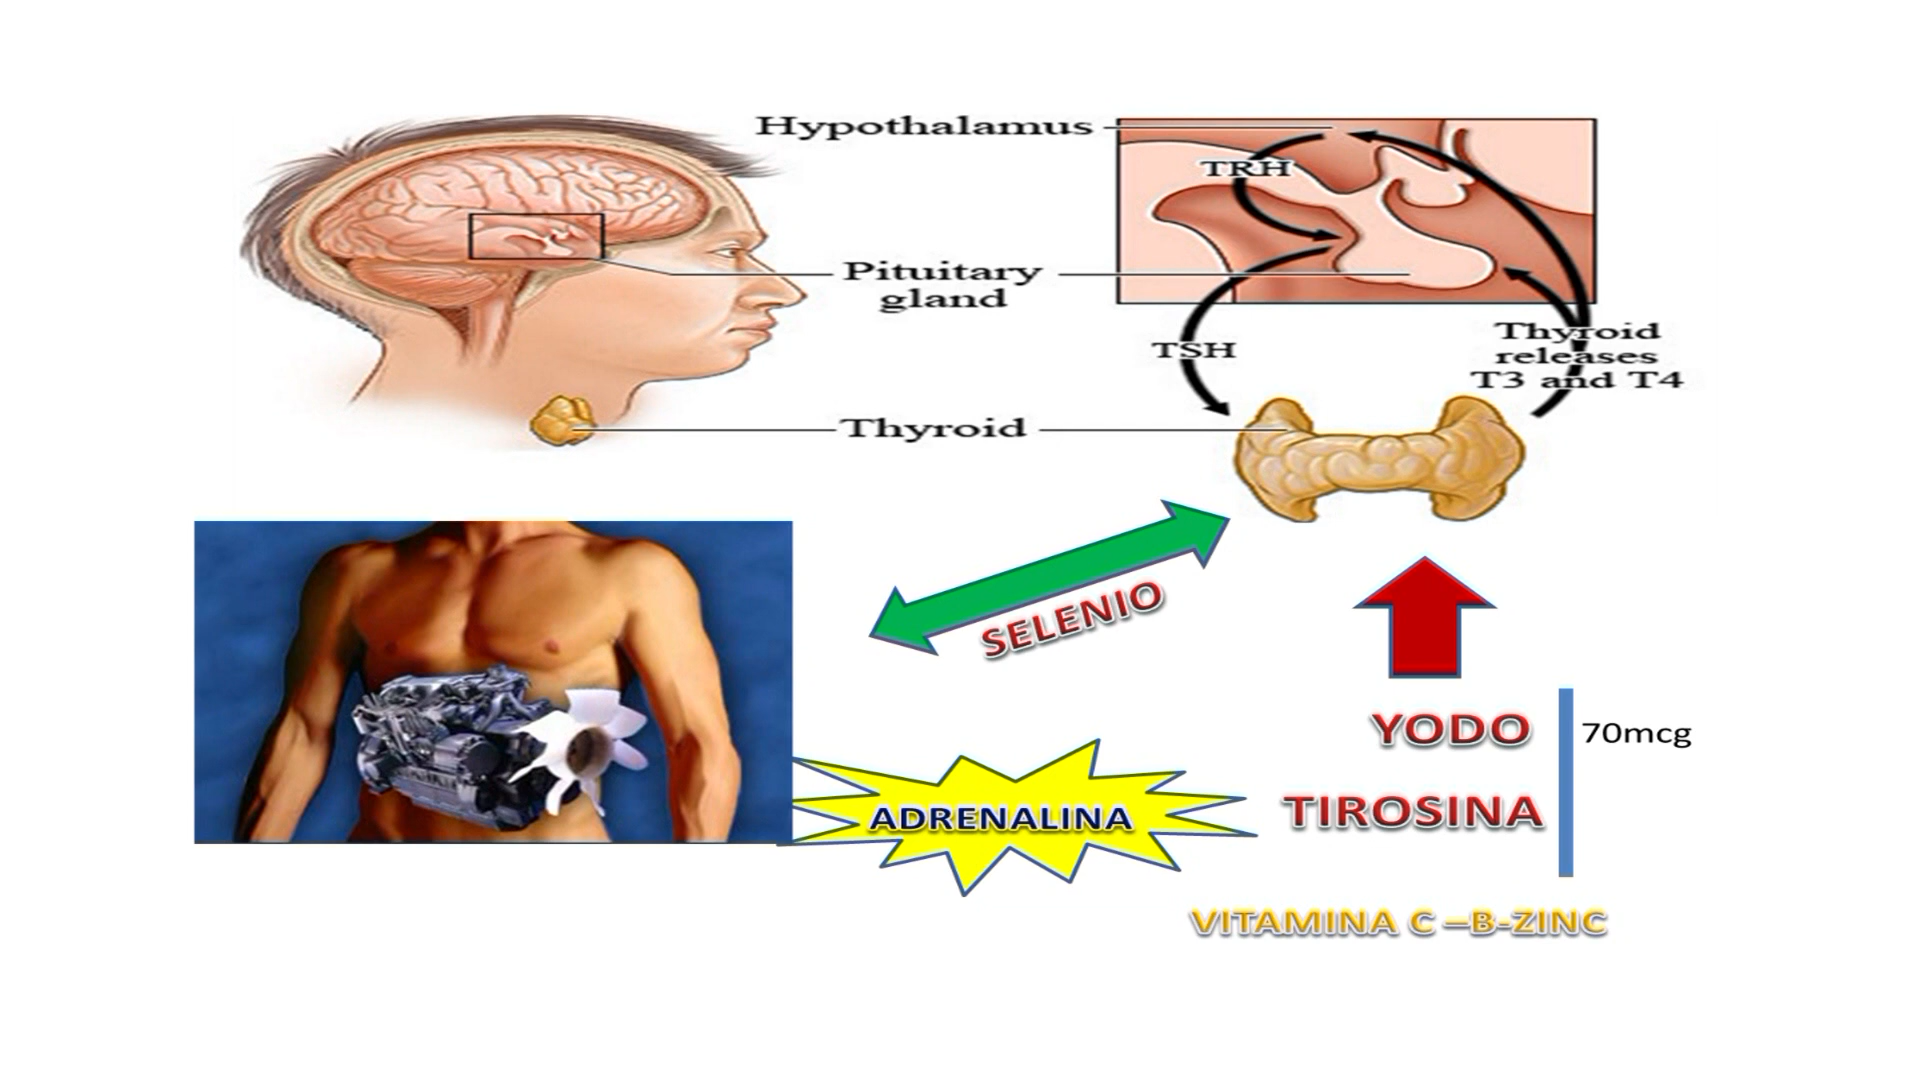 Hypothalamus
TRH
Pituitary
gland
TSH
Thyroid
releases
T3 and T4
Thyroid
SELENIO
YODO
70mcg
TIROSINA
ADRENALINA
VITAMINA C –B-ZINC